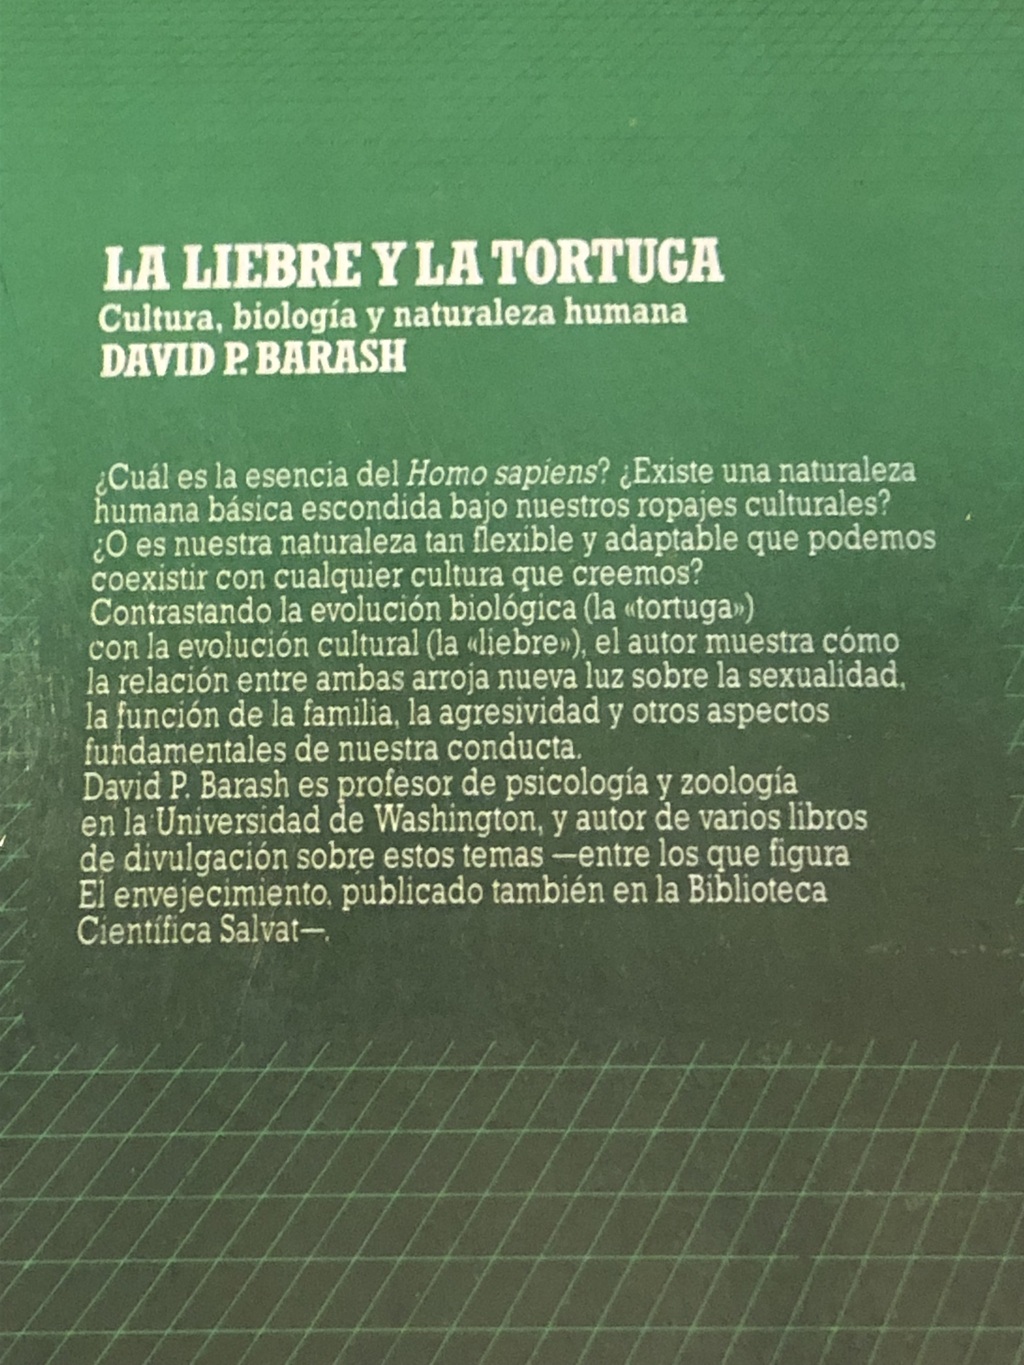 LA LIEBRE Y LA TORTUGA
Cultura, biología y naturaleza humana
DAVID P. BARASH
¿Cuál es la esencia del Homo sapiens? ¿Existe una naturaleza
humana básica escondida bajo nuestros ropajes culturales?
¿O es nuestra naturaleza tan flexible y adaptable que podemos
coexistir con cualquier cultura que creemos?
Contrastando la evolución biológica (la «tortuga»)
con la evolución cultural (la «liebre»), el autor muestra cómo
la relación entre ambas arroja nueva luz sobre la sexualidad,
la función de la familia, la agresividad y otros aspectos
fundamentales de nuestra conducta.
David P. Barash es profesor de psicología y zoología
en la Universidad de Washington, y autor de varios libros
de divulgación sobre estos temas —entre los que figura
El envejecimiento, publicado también en la Biblioteca
Científica Salvat—.